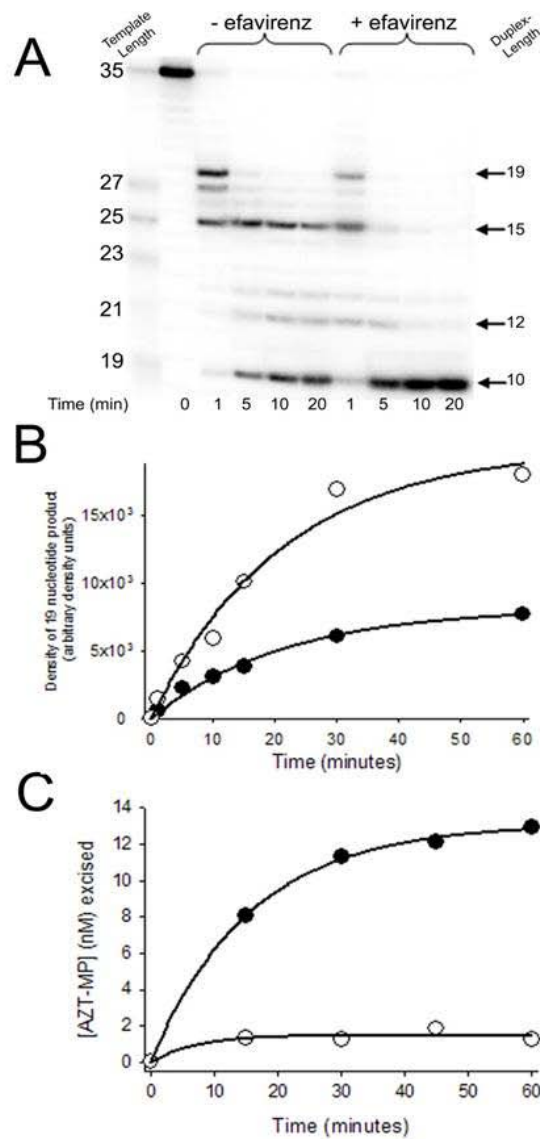 A
Template
Length
- efavirenz + efavirenz
Duplex-
Length
35
27
25
23
21
19
19
15
12
10
Time (min) 0 1 5 10 20 1 5 10 20
B
Density of 19 nucleotide product
(arbitrary density units)
15x10³
10x10³
5x10³
0
0 10 20 30 40 50 60
Time (minutes)
C
[AZT-MP] (nM) excised
14
12
10
8
6
4
2
0
0 10 20 30 40 50 60
Time (minutes)